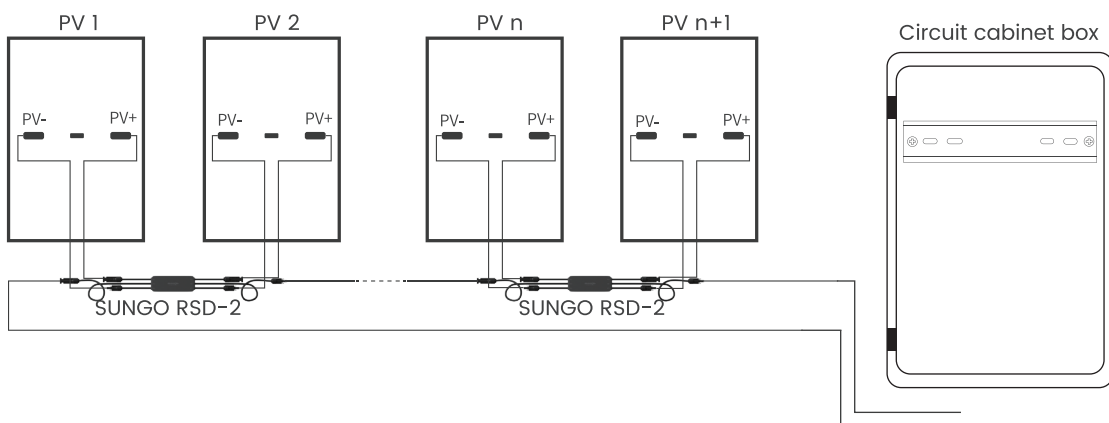 PV 1 PV 2 PV n PV n+1
Circuit cabinet box
PV- PV+ PV- PV+ PV- PV+ PV- PV+
SUNGO RSD-2 SUNGO RSD-2